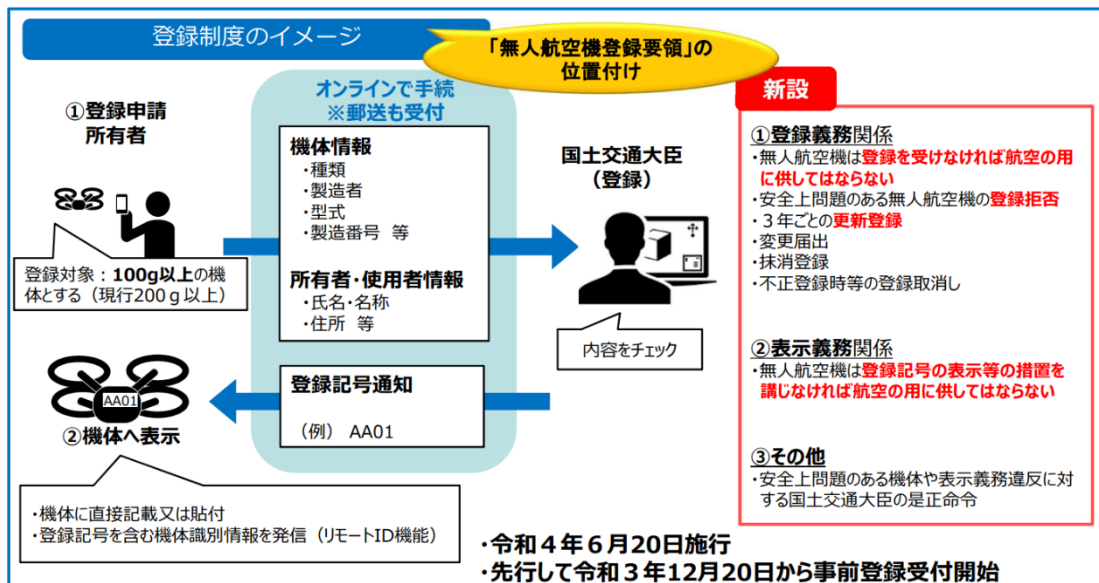 登録制度のイメージ
「無人航空機登録要領」の
位置付け
①登録申請
所有者
オンラインで手続
※郵送も受付
機体情報
・種類
・製造者
・型式
・製造番号 等
所有者・使用者情報
・氏名・名称
・住所 等
国土交通大臣
（登録）
登録対象：100g以上の機
体とする（現行200ｇ以上）
内容をチェック
登録記号通知
（例） AA01
AA01
②機体へ表示
・機体に直接記載又は貼付
・登録記号を含む機体識別情報を発信（リモートID機能）
新設
①登録義務関係
・無人航空機は登録を受けなければ航空の用
に供してはならない
・安全上問題のある無人航空機の登録拒否
・３年ごとの更新登録
・変更届出
・抹消登録
・不正登録時等の登録取消し
②表示義務関係
・無人航空機は登録記号の表示等の措置を
講じなければ航空の用に供してはならない
③その他
・安全上問題のある機体や表示義務違反に対
する国土交通大臣の是正命令
・令和４年６月20日施行
・先行して令和３年12月20日から事前登録受付開始